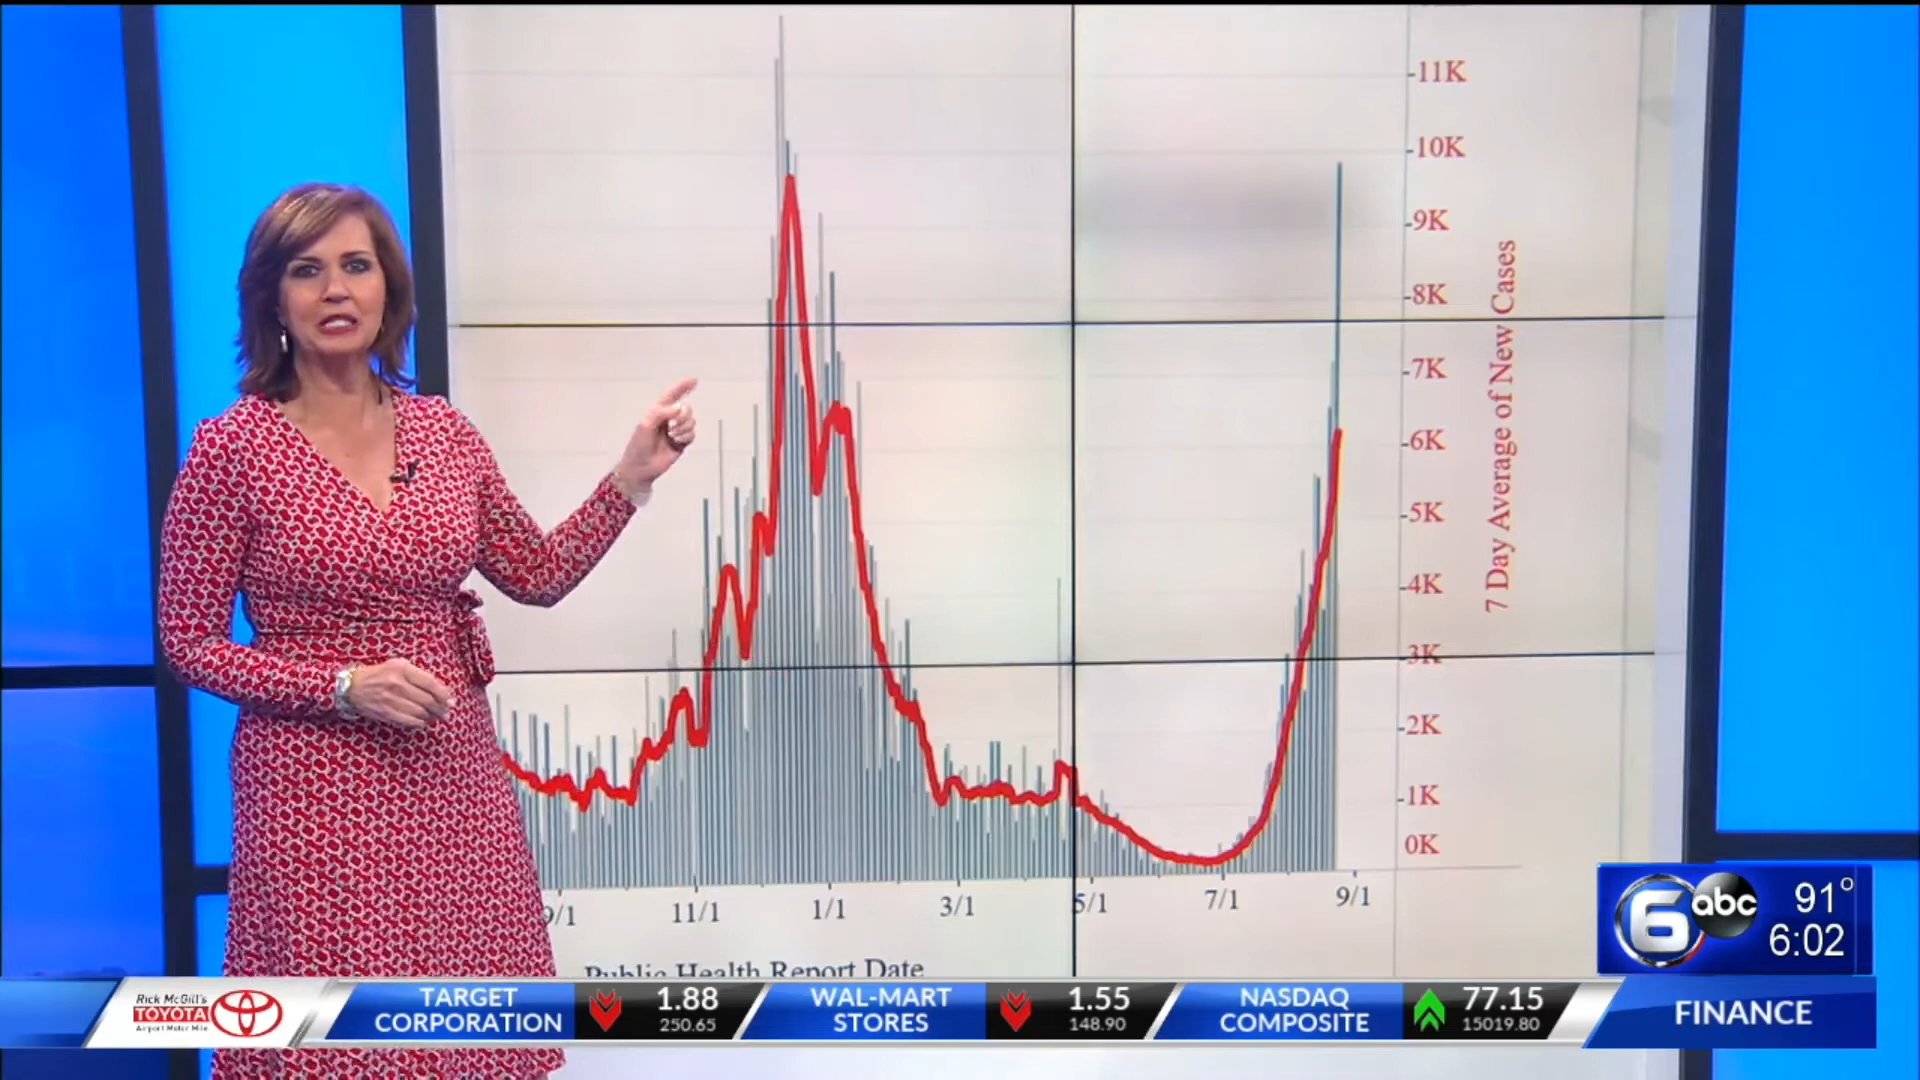 11K
10K
9K
8K
7K
6K
5K
4K
3K
2K
1K
0K
7 Day Average of New Cases
9/1
11/1
1/1
3/1
5/1
7/1
9/1
Public Health Report Date
6 abc
91°
6:02
Rick McGill's
TOYOTA
Airport Motor Mile
TARGET
CORPORATION
1.88
250.65
WAL-MART
STORES
1.55
148.90
NASDAQ
COMPOSITE
77.15
15019.80
FINANCE